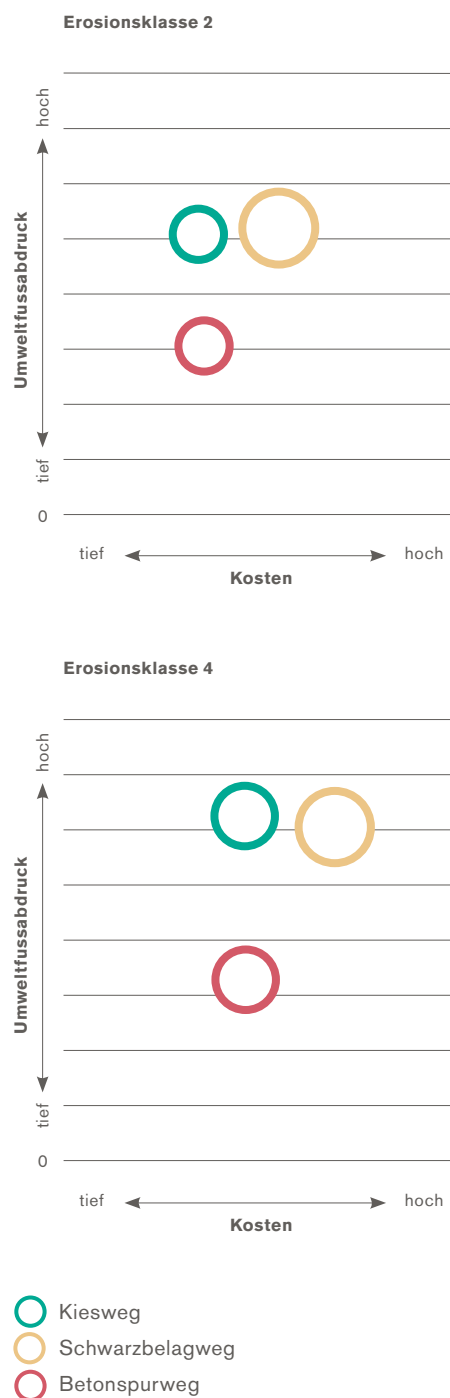 Erosionsklasse 2
hoch
Umweltfussabdruck
tief
0
tief
hoch
Kosten
Erosionsklasse 4
hoch
Umweltfussabdruck
tief
0
tief
hoch
Kosten
Kiesweg
Schwarzbelagweg
Betonspurweg